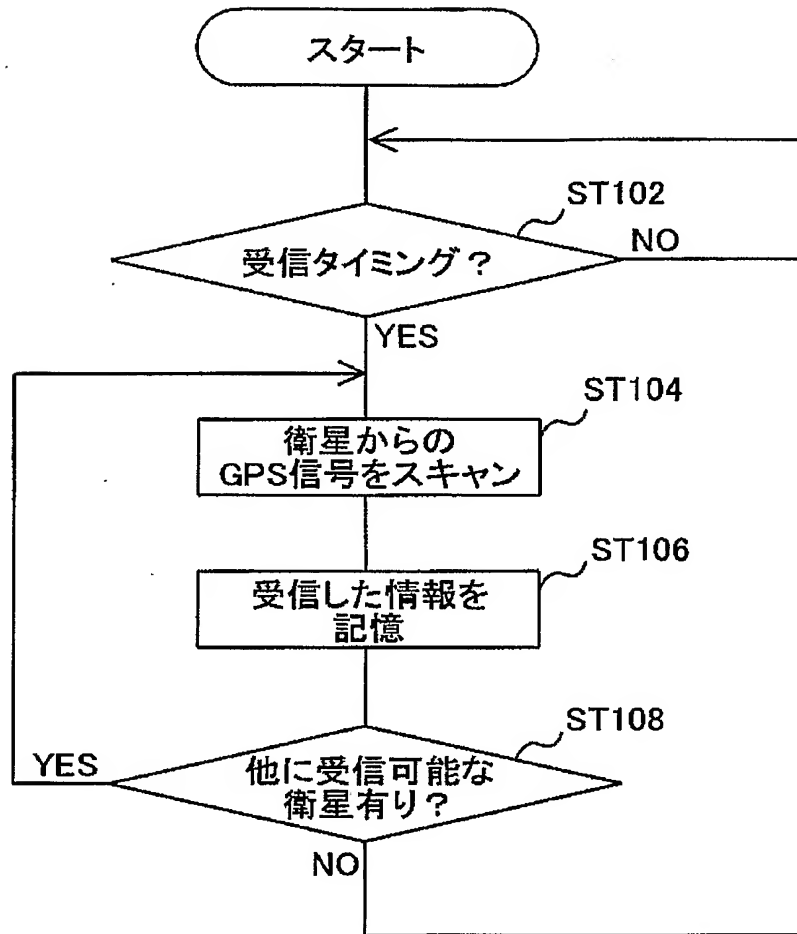 スタート
ST102
受信タイミング?
NO
YES
ST104
衛星からの
GPS信号をスキャン
ST106
受信した情報を
記憶
ST108
YES
他に受信可能な
衛星有り?
NO